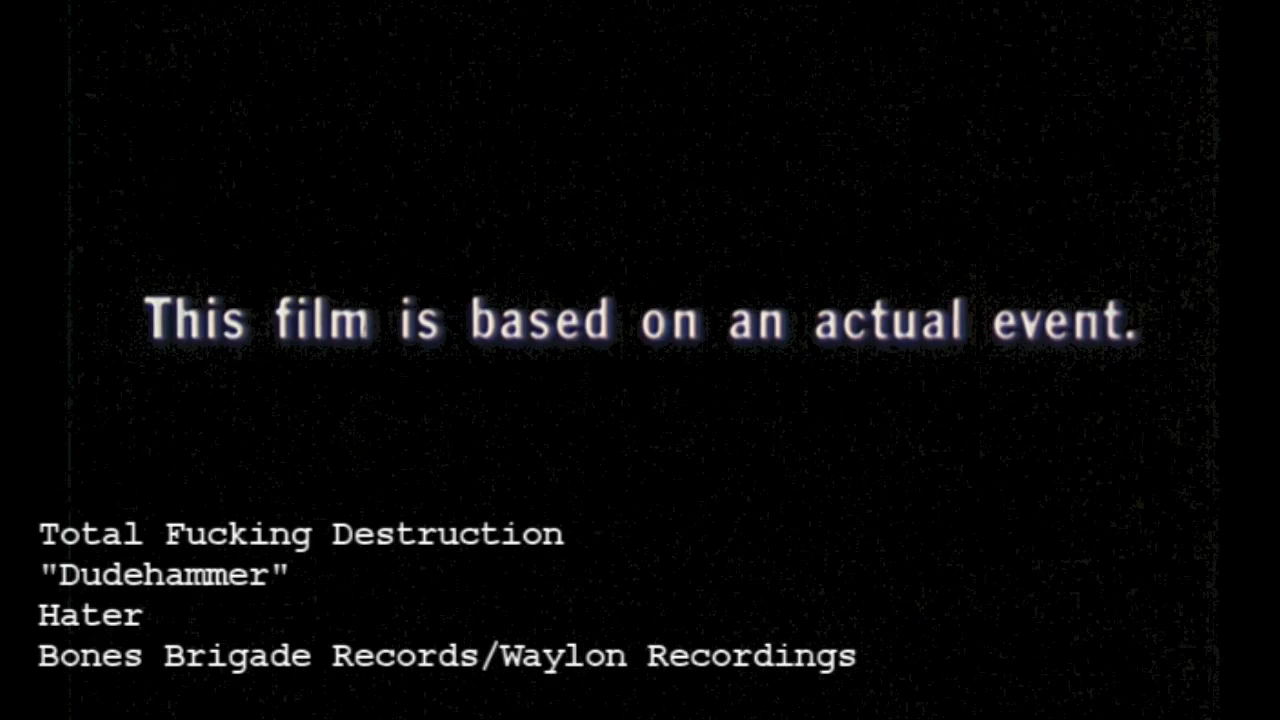 This film is based on an actual event.
Total Fucking Destruction
"Dudehammer"
Hater
Bones Brigade Records/Waylon Recordings